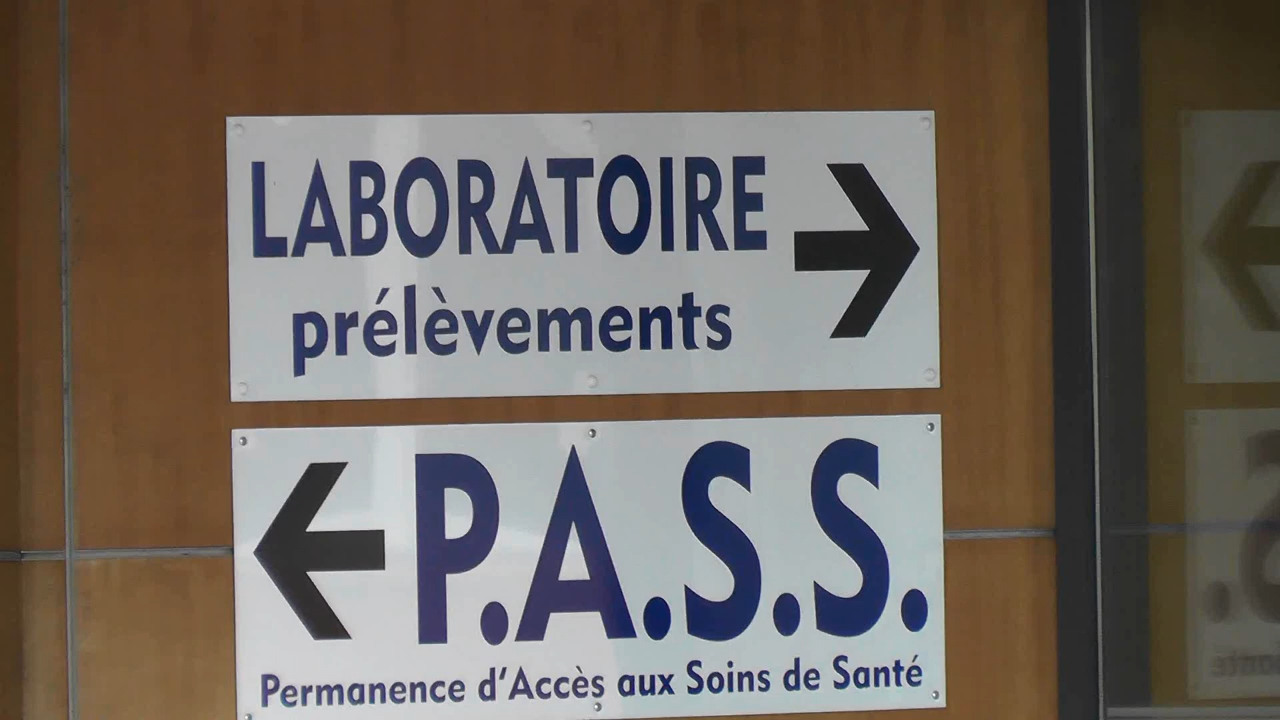 LABORATOIRE
prélèvements
P.A.S.S.
Permanence d'Accès aux Soins de Santé